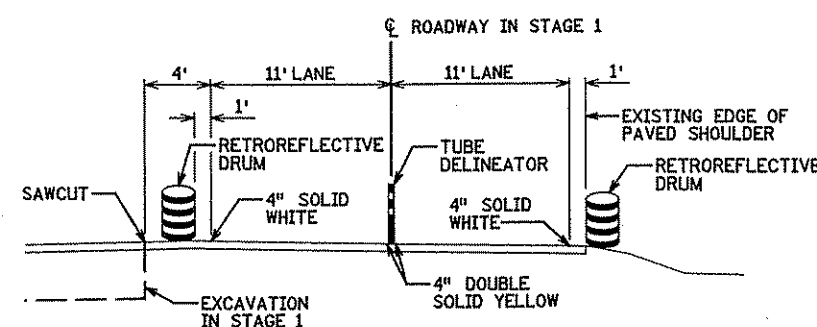 ℄ ROADWAY IN STAGE 1
4'
11' LANE
11' LANE
1'
1'
EXISTING EDGE OF
PAVED SHOULDER
RETROREFLECTIVE
DRUM
TUBE
DELINEATOR
RETROREFLECTIVE
DRUM
SAWCUT
4" SOLID
WHITE
4" SOLID
WHITE
4" DOUBLE
SOLID YELLOW
EXCAVATION
IN STAGE 1